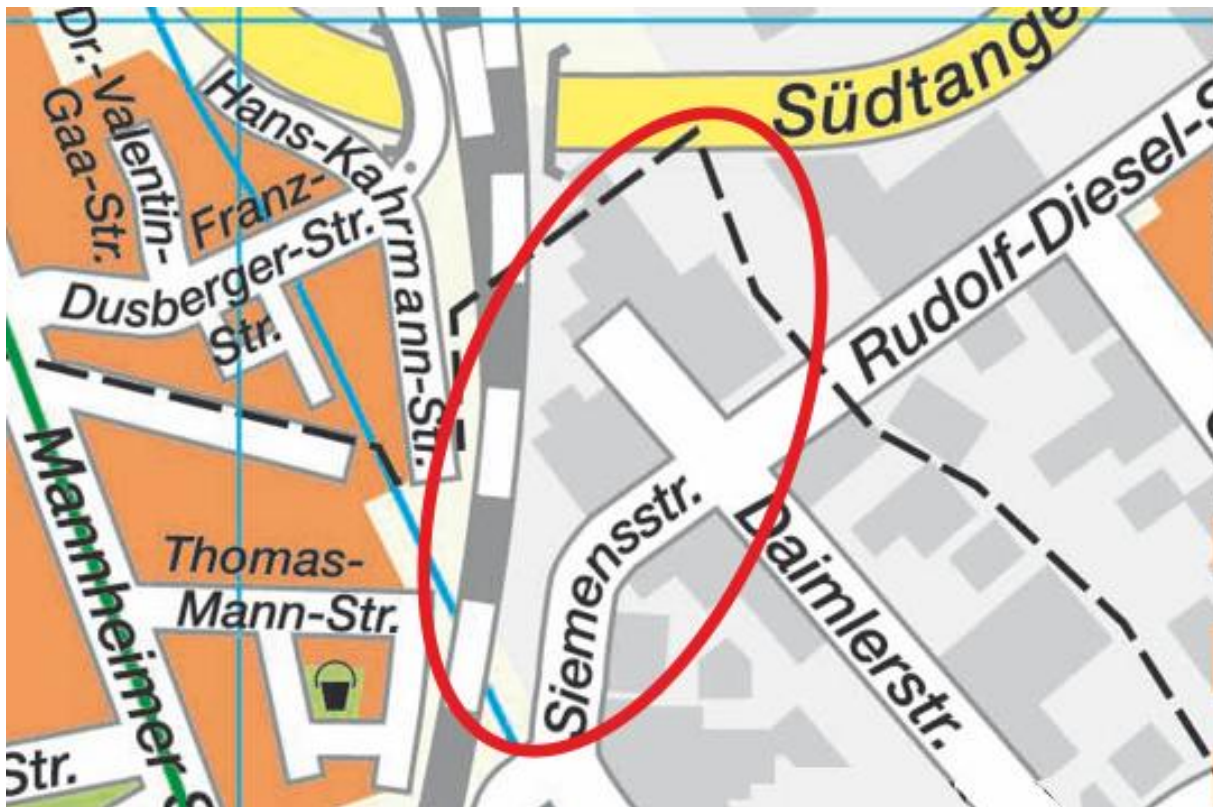 Dr.-Valentin-
Gaa-Str.
Hans-Kahrmann-Str.
Franz-
Dusberger-Str.
Str.
Südtange
Rudolf-Diesel-S
Mannheimer S
Thomas-
Mann-Str.
Siemensstr.
Daimlerstr.
Str.